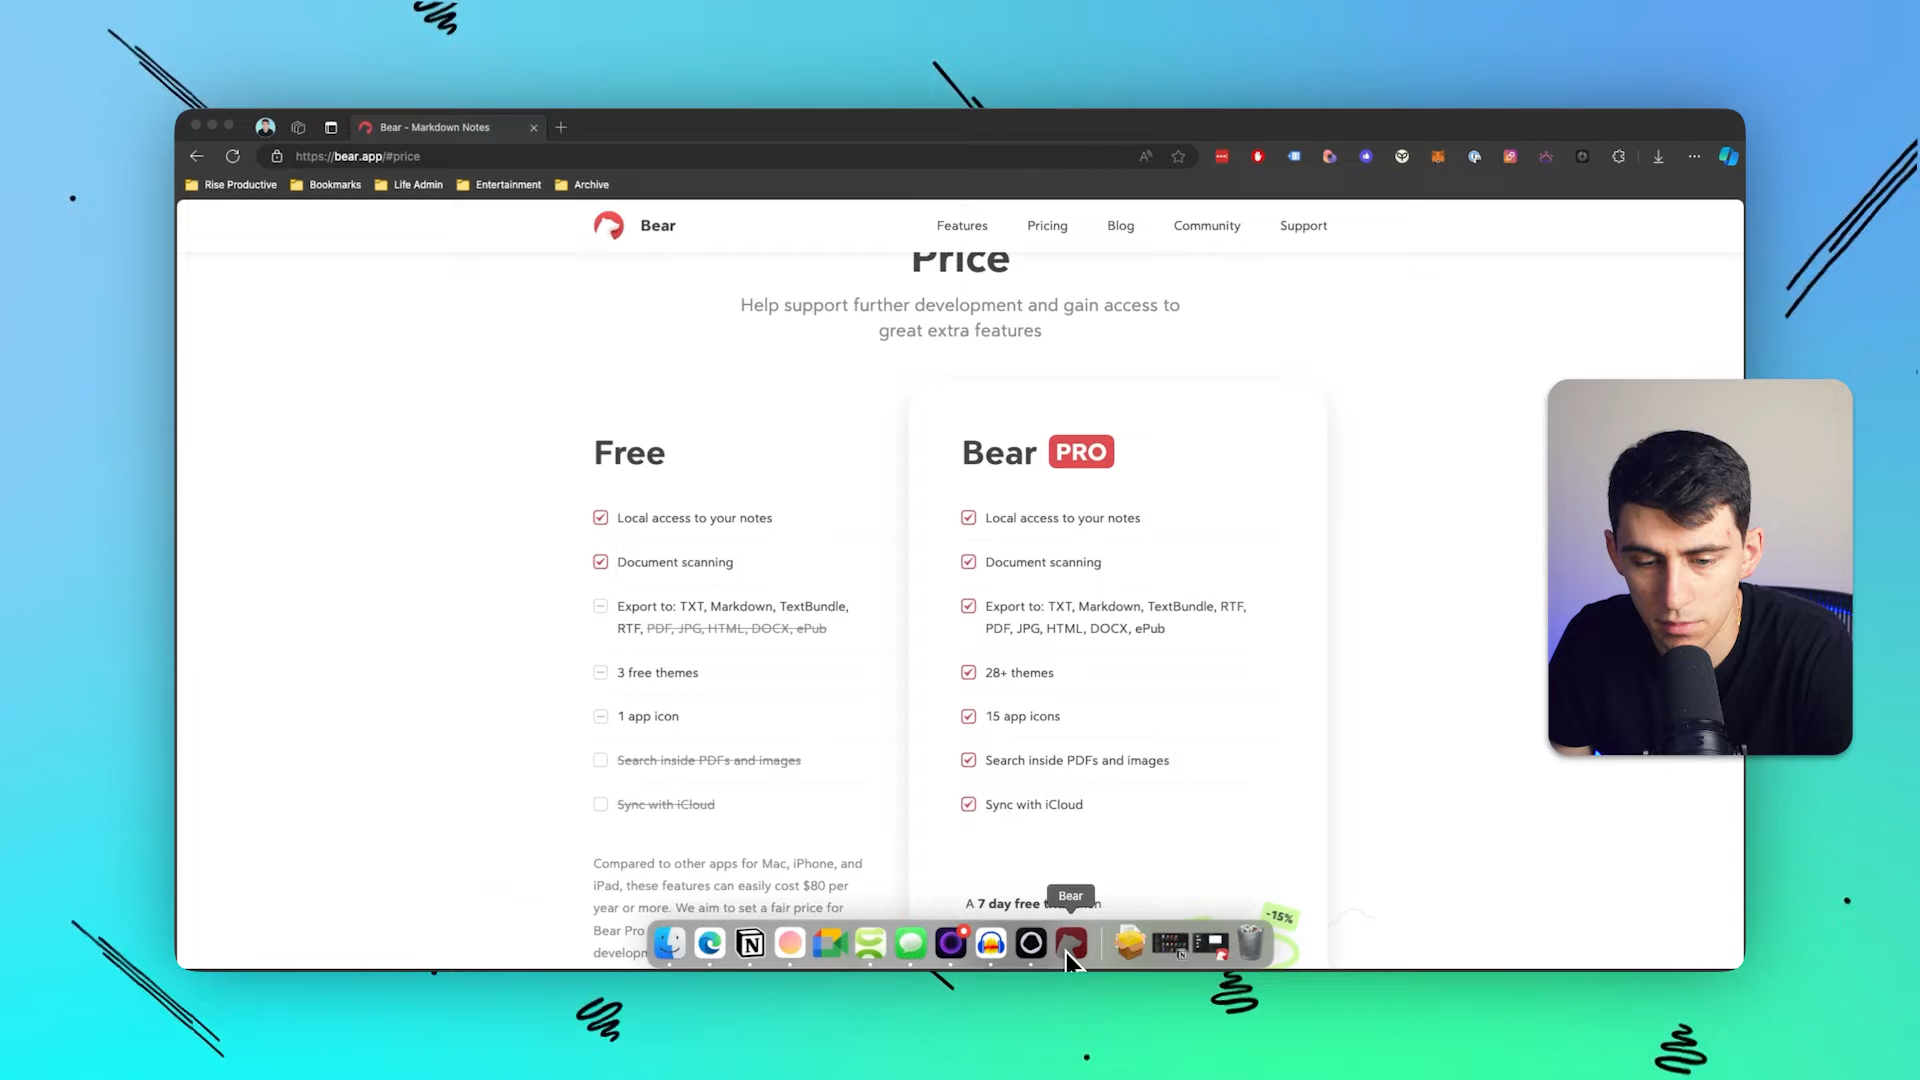 Bear - Markdown Notes
https://bear.app/#price
Rise Productive
Bookmarks
Life Admin
Entertainment
Archive
Bear
Features
Pricing
Blog
Community
Support
Price
Help support further development and gain access to
great extra features
Free
Local access to your notes
Document scanning
Export to: TXT, Markdown, TextBundle,
RTF, PDF, JPG, HTML, DOCX, ePub
3 free themes
1 app icon
Search inside PDFs and images
Sync with iCloud
Compared to other apps for Mac, iPhone, and
iPad, these features can easily cost $80 per
year or more. We aim to set a fair price for
Bear Pro
Bear PRO
Local access to your notes
Document scanning
Export to: TXT, Markdown, TextBundle, RTF,
PDF, JPG, HTML, DOCX, ePub
28+ themes
15 app icons
Search inside PDFs and images
Sync with iCloud
A 7 day free
Bear
-15%